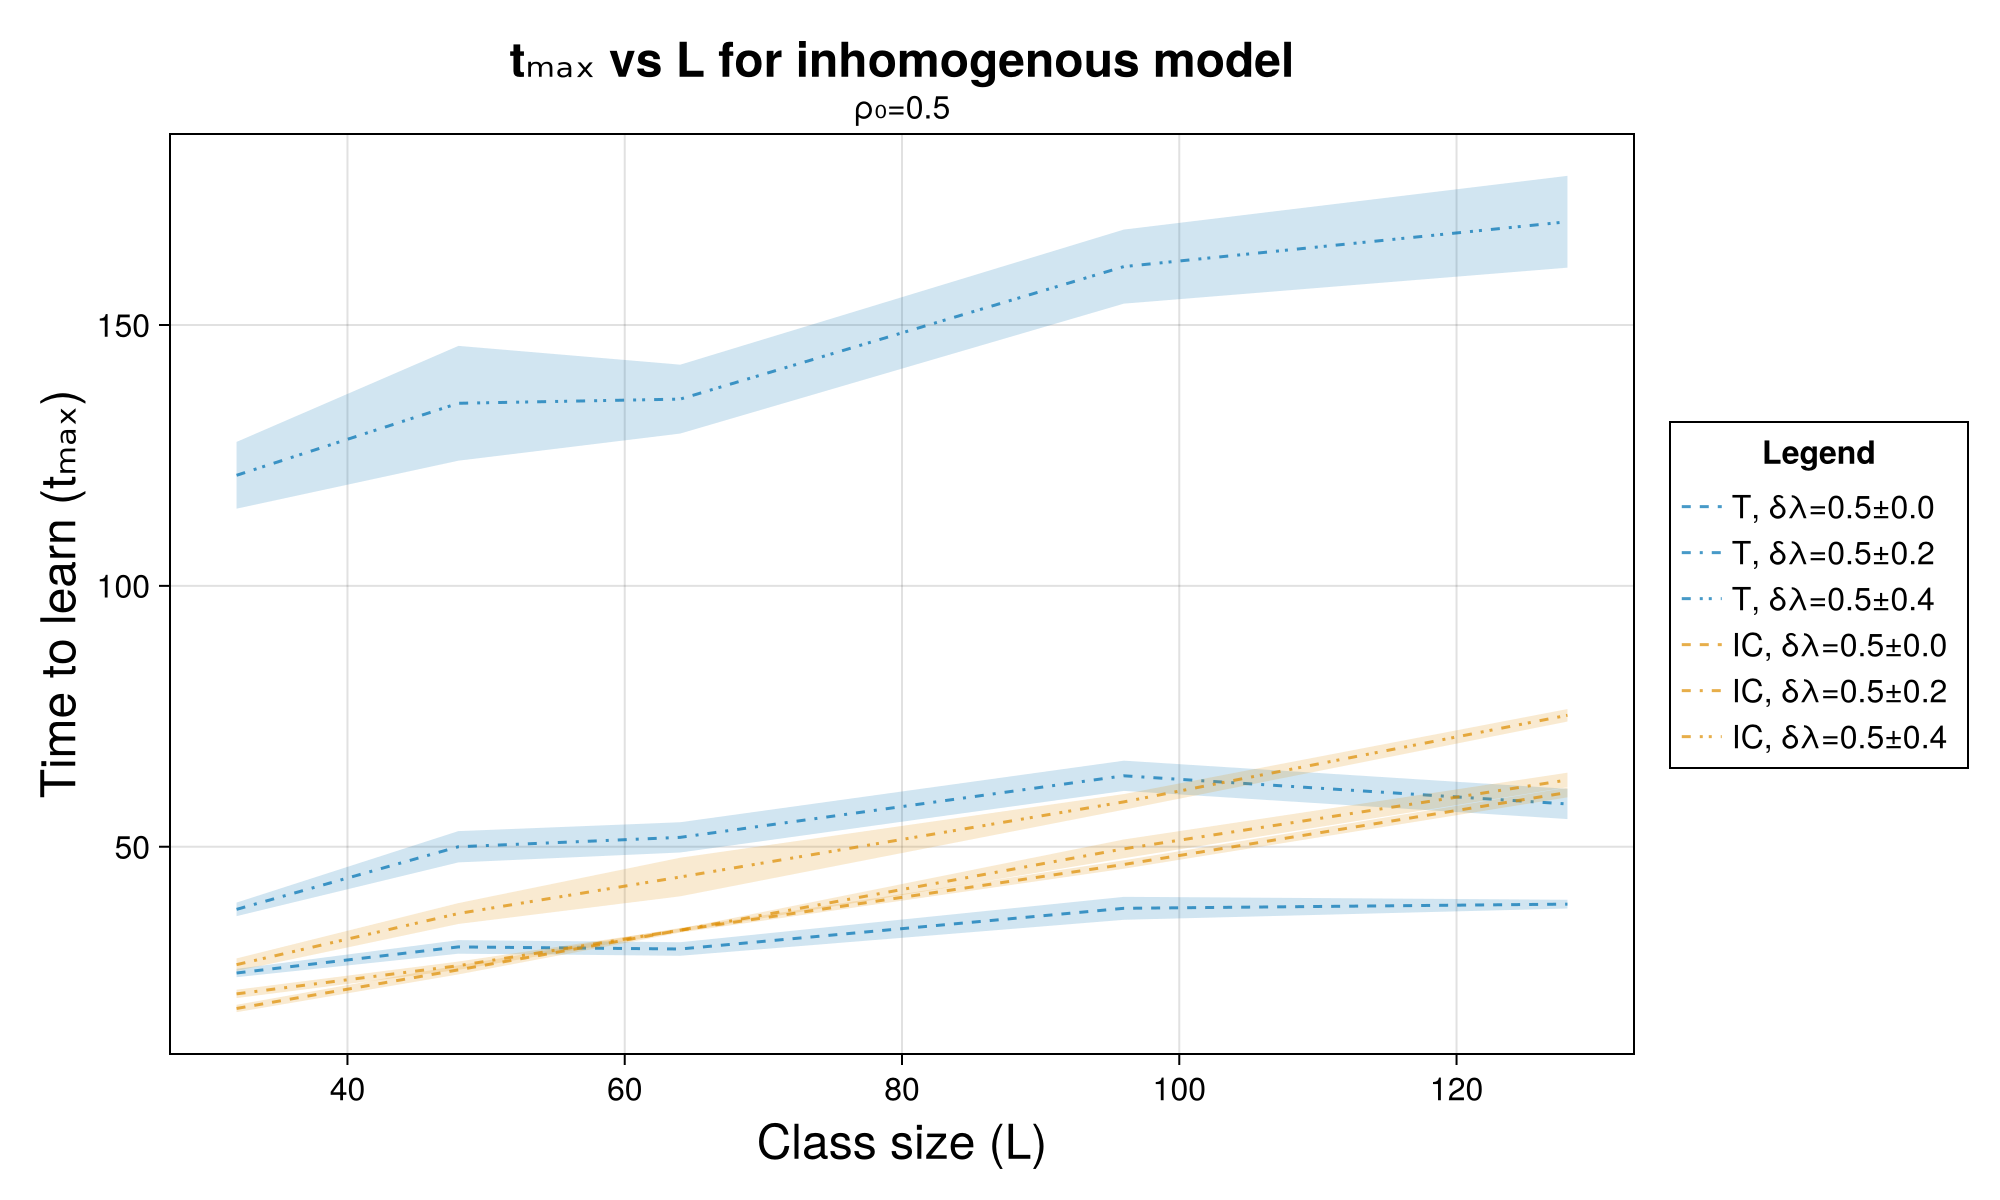 tₘₐₓ vs L for inhomogenous model
ρ₀=0.5
Time to learn (tₘₐₓ)
150
100
50
40 60 80 100 120
Class size (L)
Legend
T, δλ=0.5±0.0
T, δλ=0.5±0.2
T, δλ=0.5±0.4
IC, δλ=0.5±0.0
IC, δλ=0.5±0.2
IC, δλ=0.5±0.4